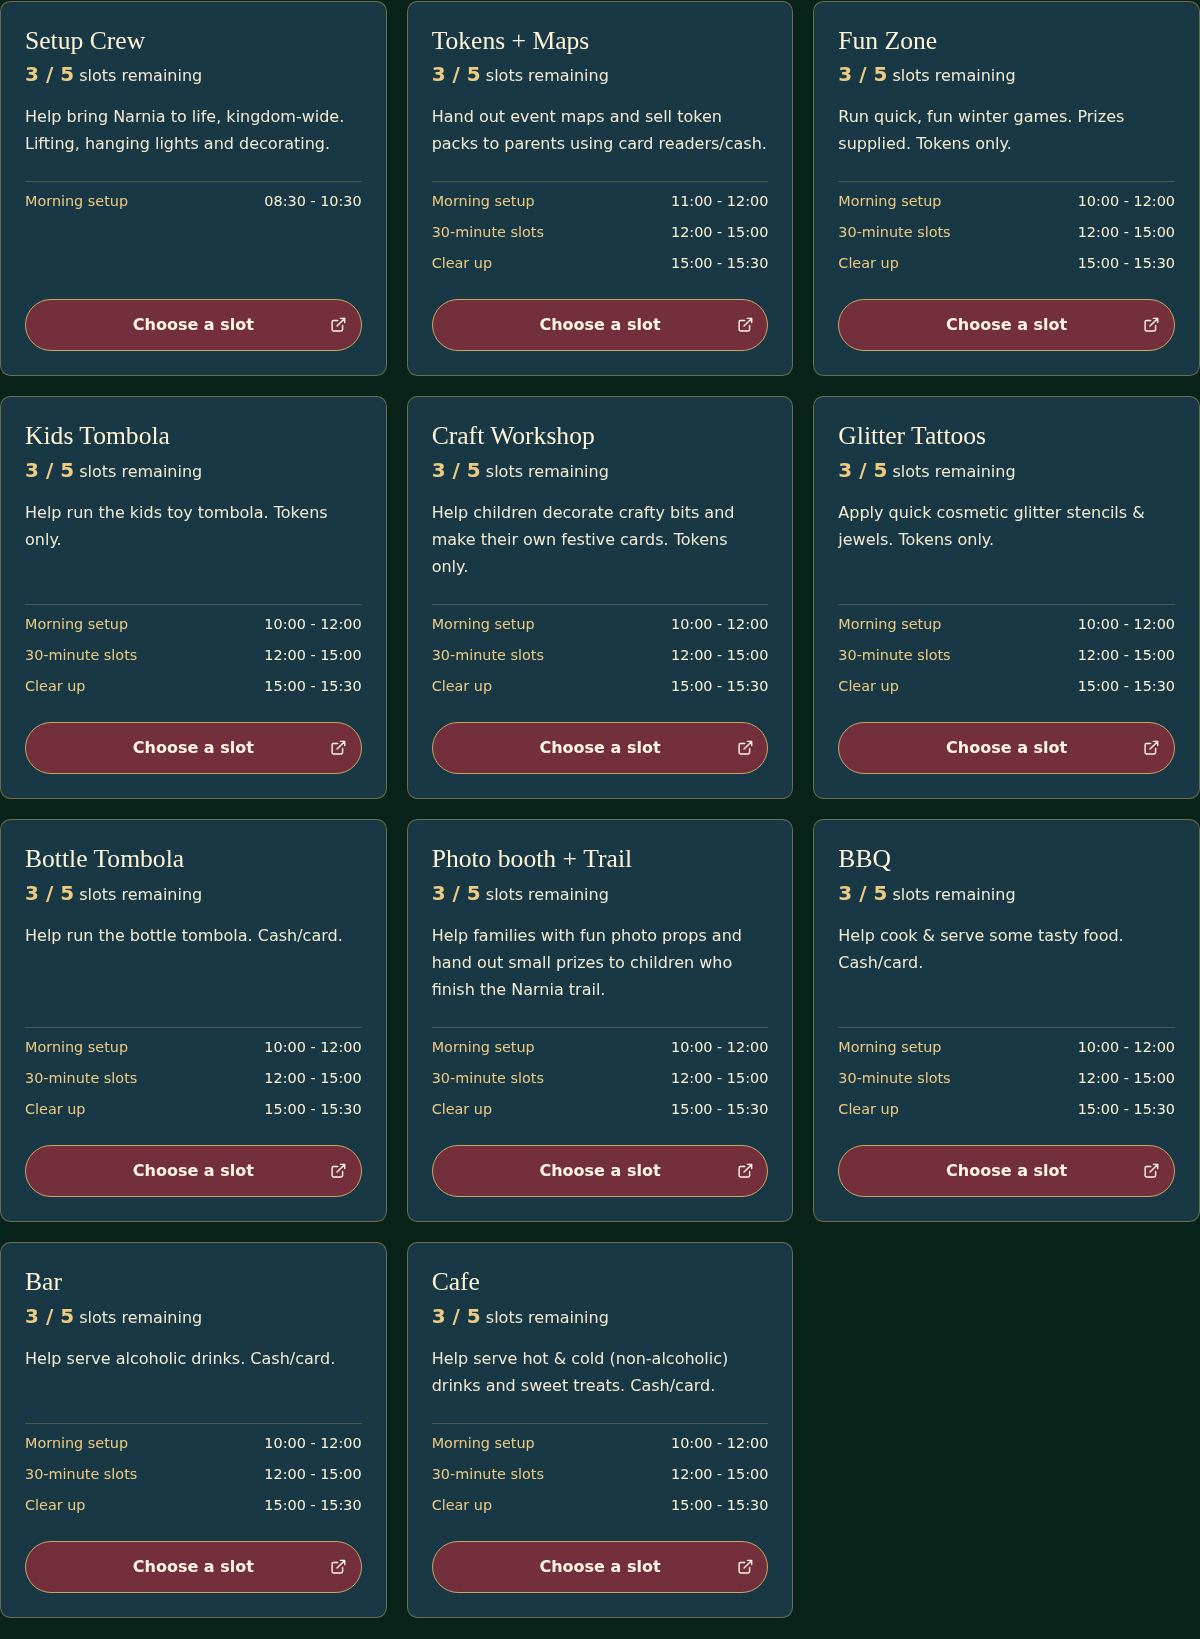 Setup Crew
3 / 5 slots remaining
Help bring Narnia to life, kingdom-wide.
Lifting, hanging lights and decorating.
Morning setup 08:30 - 10:30
Choose a slot
Tokens + Maps
3 / 5 slots remaining
Hand out event maps and sell token
packs to parents using card readers/cash.
Morning setup 11:00 - 12:00
30-minute slots 12:00 - 15:00
Clear up 15:00 - 15:30
Choose a slot
Fun Zone
3 / 5 slots remaining
Run quick, fun winter games. Prizes
supplied. Tokens only.
Morning setup 10:00 - 12:00
30-minute slots 12:00 - 15:00
Clear up 15:00 - 15:30
Choose a slot
Kids Tombola
3 / 5 slots remaining
Help run the kids toy tombola. Tokens
only.
Morning setup 10:00 - 12:00
30-minute slots 12:00 - 15:00
Clear up 15:00 - 15:30
Choose a slot
Craft Workshop
3 / 5 slots remaining
Help children decorate crafty bits and
make their own festive cards. Tokens
only.
Morning setup 10:00 - 12:00
30-minute slots 12:00 - 15:00
Clear up 15:00 - 15:30
Choose a slot
Glitter Tattoos
3 / 5 slots remaining
Apply quick cosmetic glitter stencils &
jewels. Tokens only.
Morning setup 10:00 - 12:00
30-minute slots 12:00 - 15:00
Clear up 15:00 - 15:30
Choose a slot
Bottle Tombola
3 / 5 slots remaining
Help run the bottle tombola. Cash/card.
Morning setup 10:00 - 12:00
30-minute slots 12:00 - 15:00
Clear up 15:00 - 15:30
Choose a slot
Photo booth + Trail
3 / 5 slots remaining
Help families with fun photo props and
hand out small prizes to children who
finish the Narnia trail.
Morning setup 10:00 - 12:00
30-minute slots 12:00 - 15:00
Clear up 15:00 - 15:30
Choose a slot
BBQ
3 / 5 slots remaining
Help cook & serve some tasty food.
Cash/card.
Morning setup 10:00 - 12:00
30-minute slots 12:00 - 15:00
Clear up 15:00 - 15:30
Choose a slot
Bar
3 / 5 slots remaining
Help serve alcoholic drinks. Cash/card.
Morning setup 10:00 - 12:00
30-minute slots 12:00 - 15:00
Clear up 15:00 - 15:30
Choose a slot
Cafe
3 / 5 slots remaining
Help serve hot & cold (non-alcoholic)
drinks and sweet treats. Cash/card.
Morning setup 10:00 - 12:00
30-minute slots 12:00 - 15:00
Clear up 15:00 - 15:30
Choose a slot